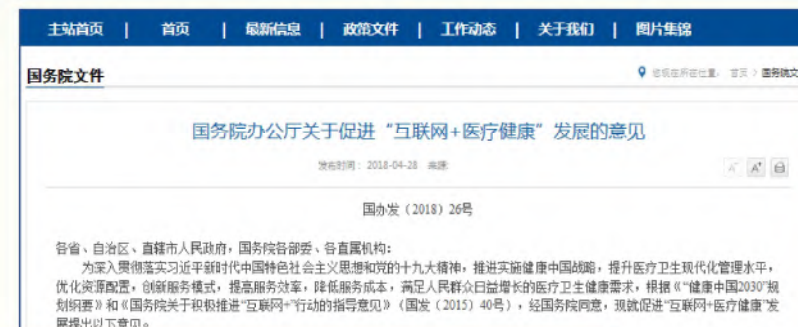 主站首页 | 首页 | 最新信息 | 政策文件 | 工作动态 | 关于我们 | 图片集锦
国务院文件
您现在所在位置： 首页 > 国务院文
国务院办公厅关于促进“互联网+医疗健康”发展的意见
发布时间：2018-04-28 来源:
A- A+
国办发（2018）26号
各省、自治区、直辖市人民政府，国务院各部委、各直属机构：
为深入贯彻落实习近平新时代中国特色社会主义思想和党的十九大精神，推进实施健康中国战略，提升医疗卫生现代化管理水平，
优化资源配置，创新服务模式，提高服务效率，降低服务成本，满足人民群众日益增长的医疗卫生健康需求，根据《“健康中国2030”规
划纲要》和《国务院关于积极推进“互联网+”行动的指导意见》（国发（2015）40号），经国务院同意，现就促进“互联网+医疗健康”发
展提出以下意见。